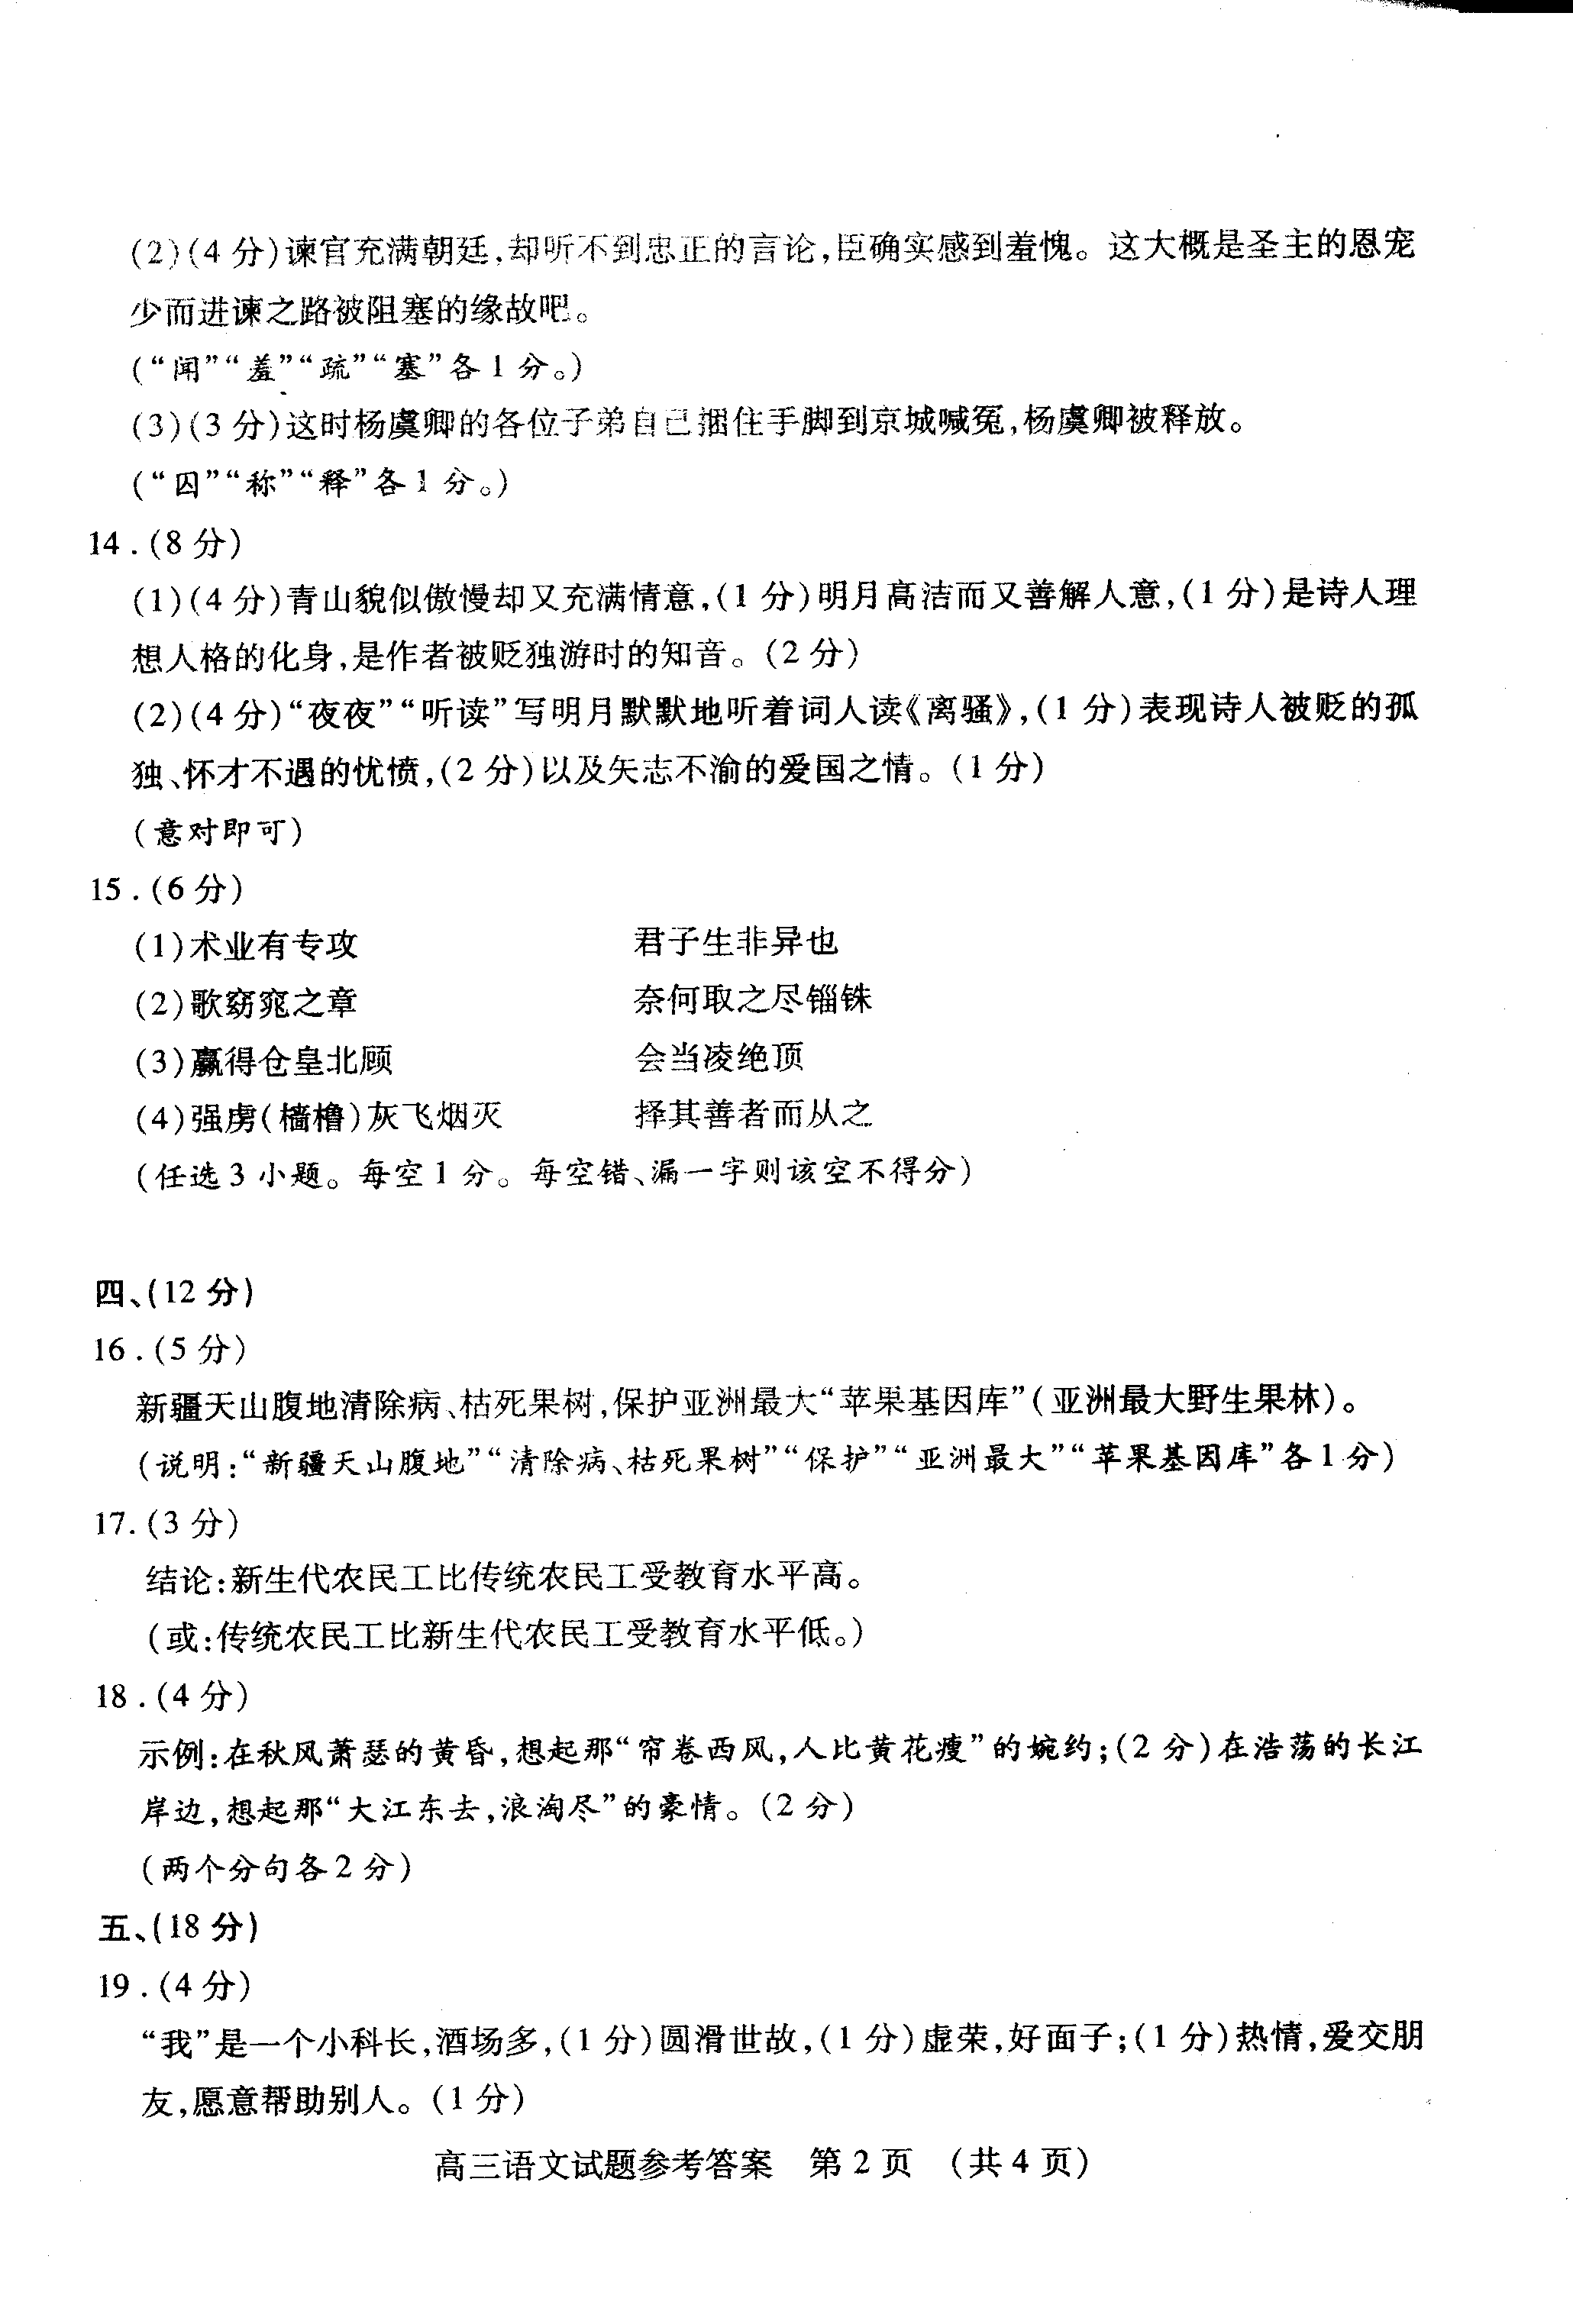 (2)(4 分)谏官充满朝廷,却听不到忠正的言论,臣确实感到羞愧。这大概是圣主的恩宠
少而进谏之路被阻塞的缘故吧。
(“闻”“羞”“疏”“塞”各 1 分。)
(3)(3 分)这时杨虞卿的各位子弟自己捆住手脚到京城喊冤,杨虞卿被释放。
(“囚”“称”“释”各 1 分。)
14.(8 分)
(1)(4 分)青山貌似傲慢却又充满情意,(1 分)明月高洁而又善解人意,(1 分)是诗人理
想人格的化身,是作者被贬独游时的知音。(2 分)
(2)(4 分)“夜夜”“听读”写明月默默地听着词人读《离骚》,(1 分)表现诗人被贬的孤
独、怀才不遇的忧愤,(2 分)以及矢志不渝的爱国之情。(1 分)
(意对即可)
15.(6 分)
(1)术业有专攻 君子生非异也
(2)歌窈窕之章 奈何取之尽锱铢
(3)赢得仓皇北顾 会当凌绝顶
(4)强虏(樯橹)灰飞烟灭 择其善者而从之
(任选 3 小题。每空 1 分。每空错、漏一字则该空不得分)
四、(12 分)
16.(5 分)
新疆天山腹地清除病、枯死果树,保护亚洲最大“苹果基因库”(亚洲最大野生果林)。
(说明:“新疆天山腹地”“清除病、枯死果树”“保护”“亚洲最大”“苹果基因库”各 1 分)
17.(3 分)
结论:新生代农民工比传统农民工受教育水平高。
(或:传统农民工比新生代农民工受教育水平低。)
18.(4 分)
示例:在秋风萧瑟的黄昏,想起那“帘卷西风,人比黄花瘦”的婉约;(2 分)在浩荡的长江
岸边,想起那“大江东去,浪淘尽”的豪情。(2 分)
(两个分句各 2 分)
五、(18 分)
19.(4 分)
“我”是一个小科长,酒场多,(1 分)圆滑世故,(1 分)虚荣,好面子;(1 分)热情,爱交朋
友,愿意帮助别人。(1 分)
高三语文试题参考答案 第 2 页 (共 4 页)